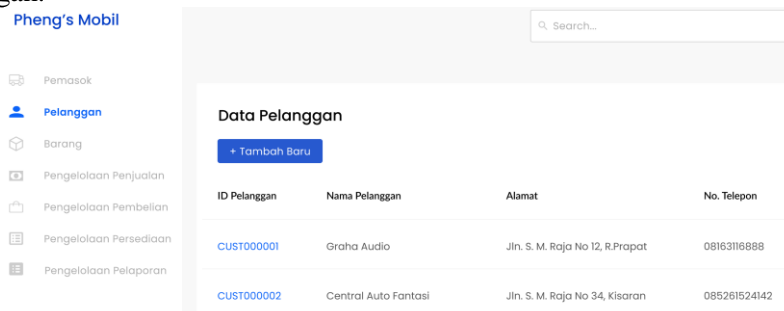 Pheng's Mobil
Search...
Pemasok
Pelanggan
Barang
Pengelolaan Penjualan
Pengelolaan Pembelian
Pengelolaan Persediaan
Pengelolaan Pelaporan
Data Pelanggan
+ Tambah Baru
ID Pelanggan Nama Pelanggan Alamat No. Telepon
CUST000001 Graha Audio Jln. S. M. Raja No 12, R.Prapat 08163116888
CUST000002 Central Auto Fantasi Jln. S. M. Raja No 34, Kisaran 085261524142